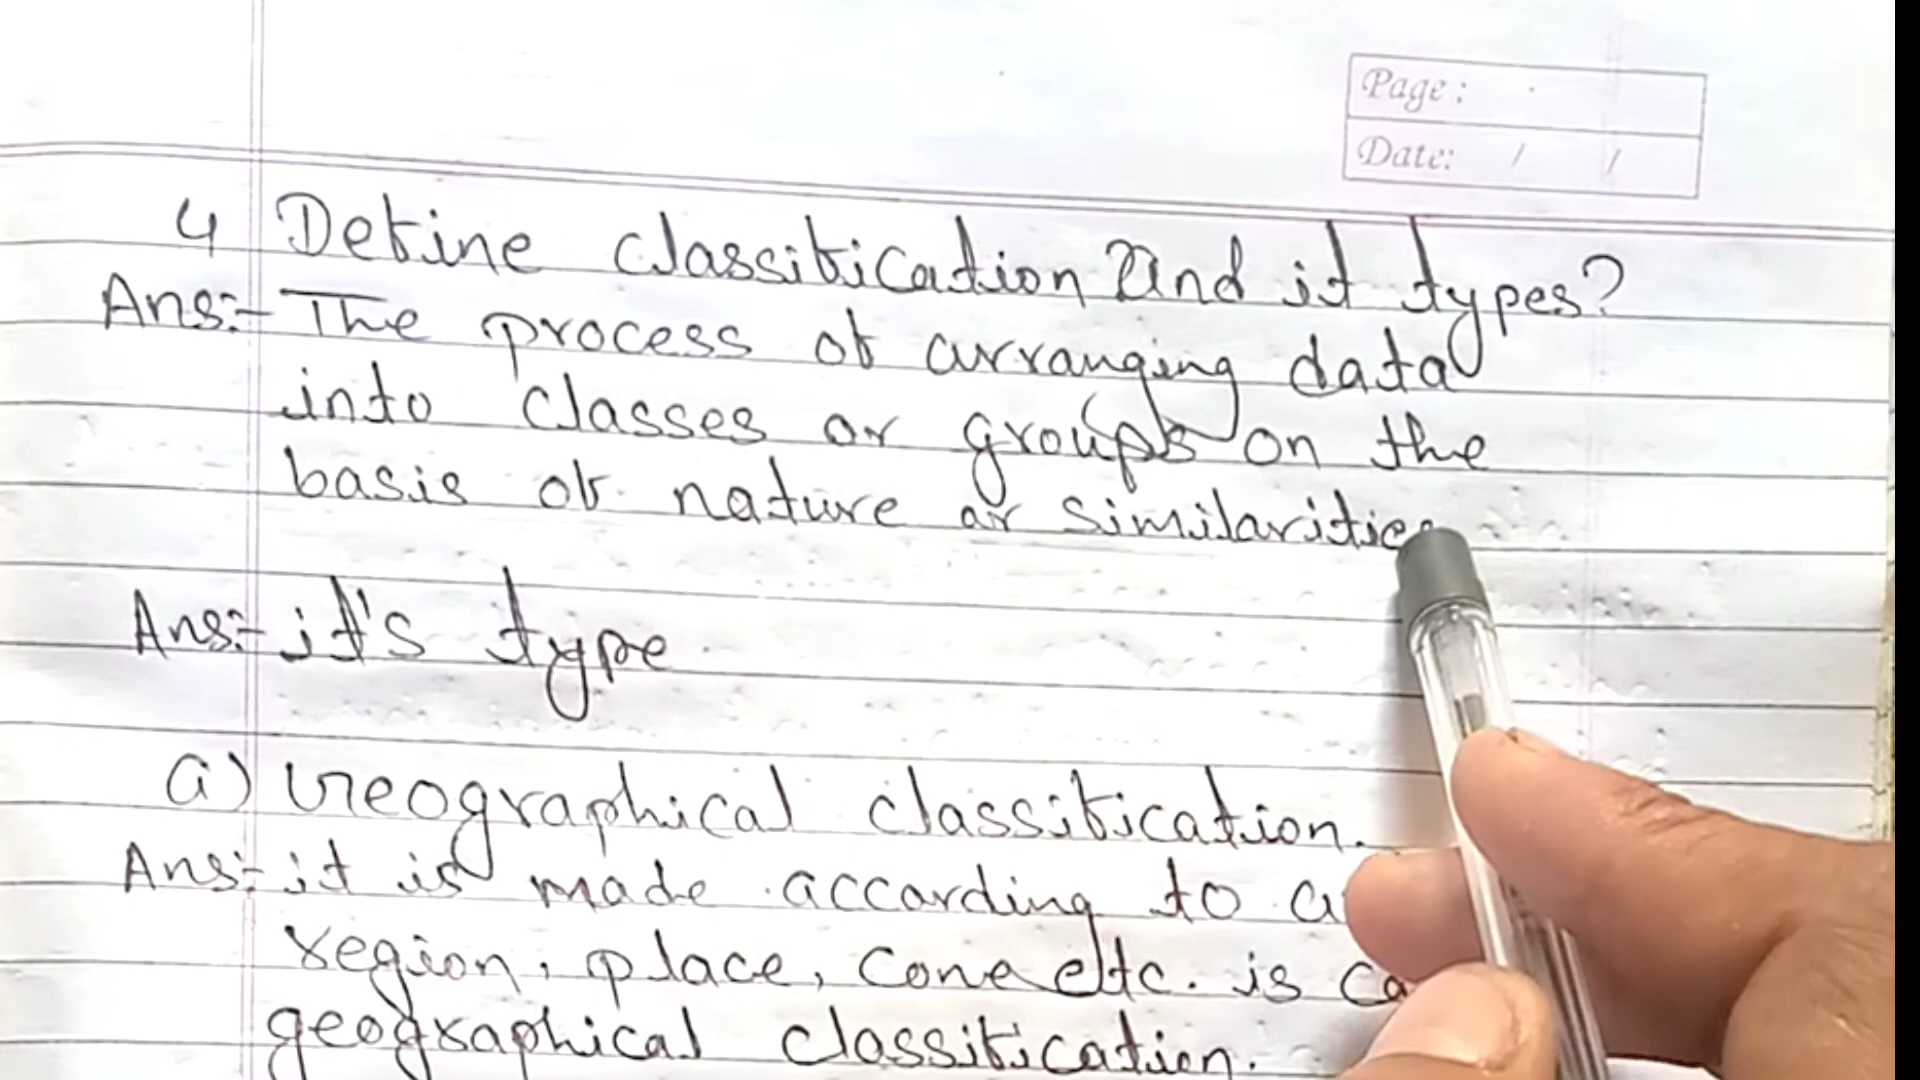 Page:
Date: / /
4 Define classification and it types?
Ans:- The process of arranging data
into classes or groups on the
basis of nature or similarities
Ans:- it's type
a) Geographical classification.
Ans:- it is made according to
region, place, cone etc. is
geographical classification.